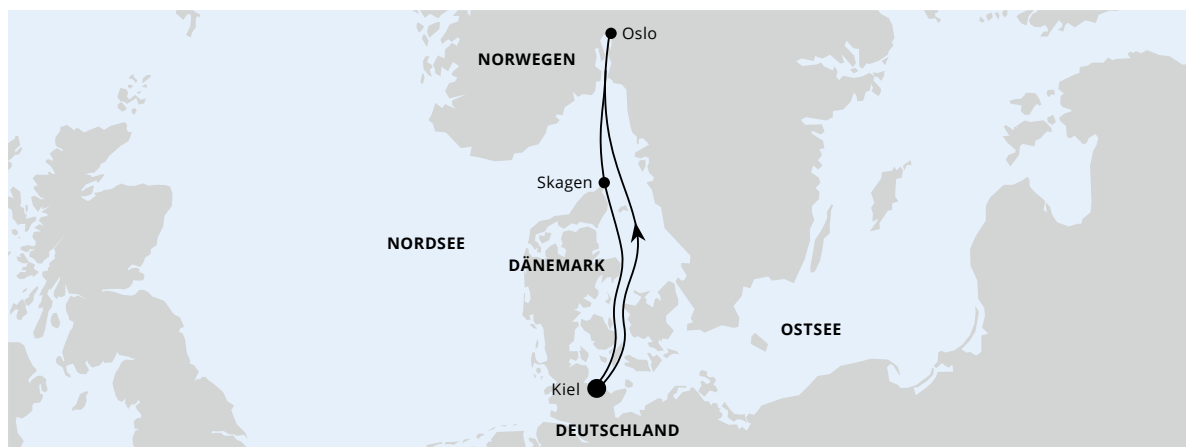 Oslo
NORWEGEN
Skagen
NORDSEE
DÄNEMARK
OSTSEE
Kiel
DEUTSCHLAND